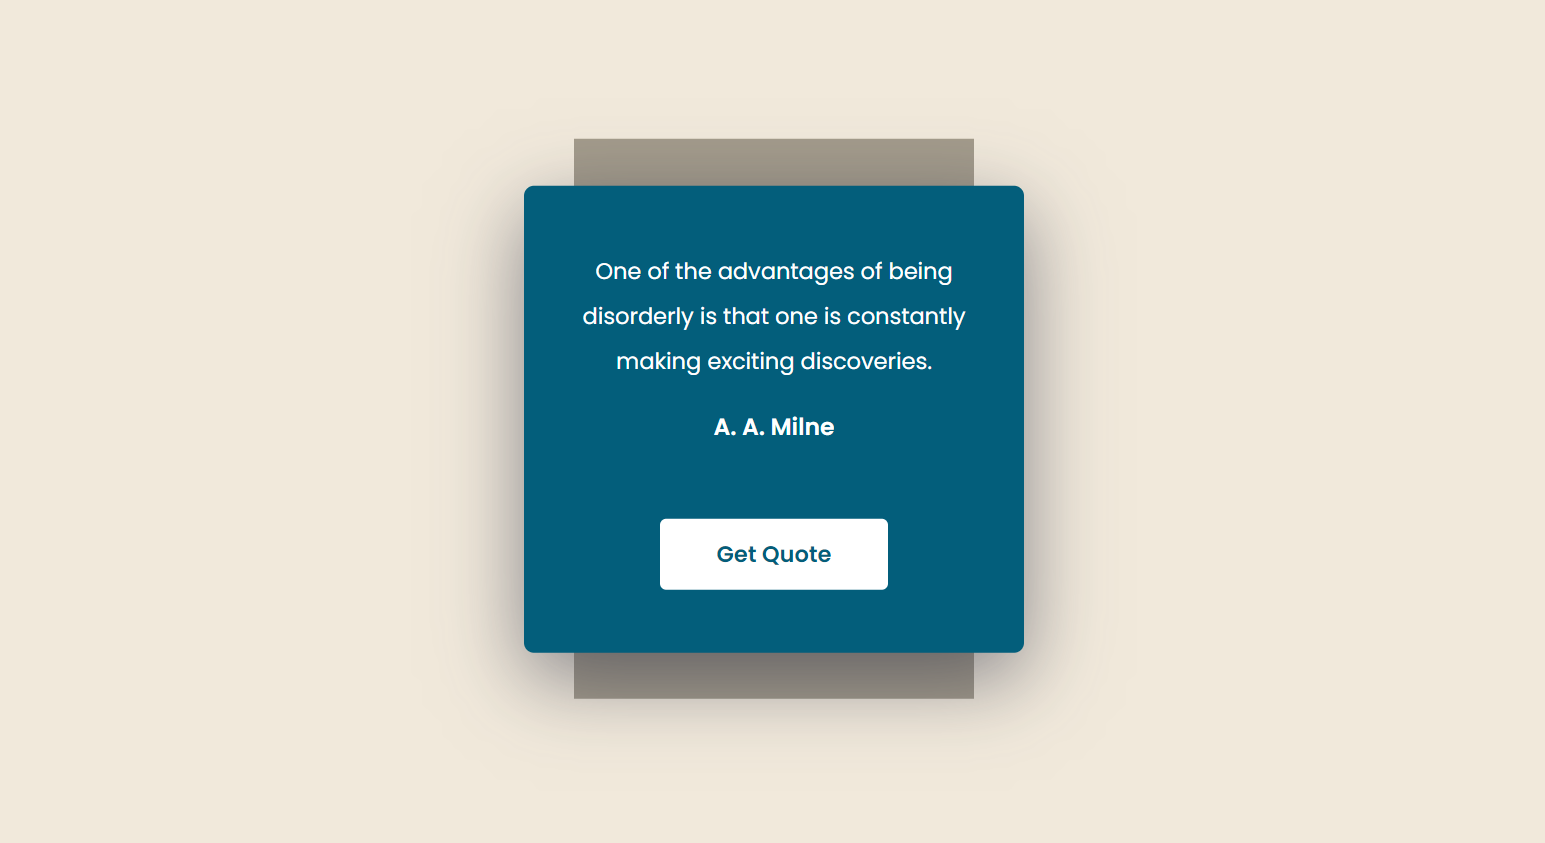 One of the advantages of being
disorderly is that one is constantly
making exciting discoveries.
A. A. Milne
Get Quote